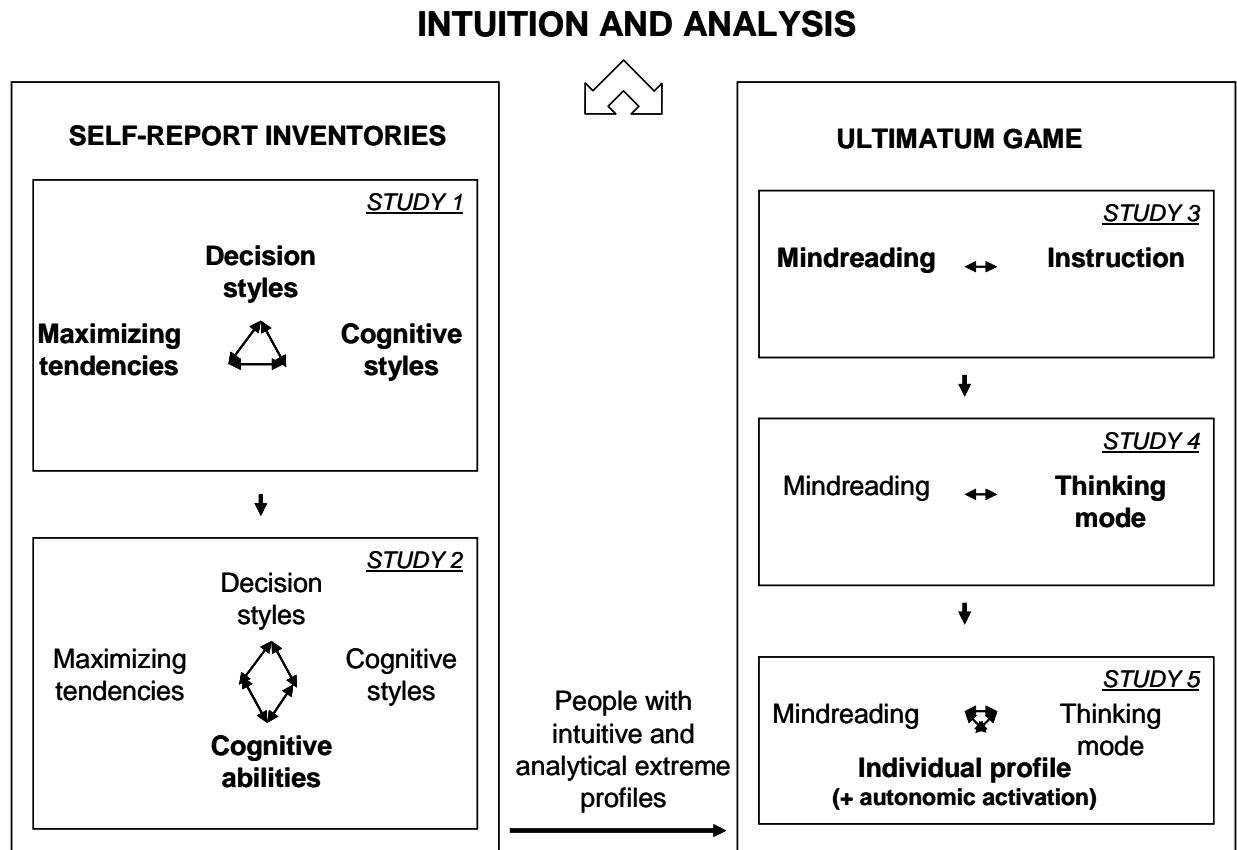 INTUITION AND ANALYSIS
SELF-REPORT INVENTORIES
STUDY 1
Decision
styles
Maximizing
tendencies
Cognitive
styles
STUDY 2
Decision
styles
Maximizing
tendencies
Cognitive
styles
Cognitive
abilities
People with
intuitive and
analytical extreme
profiles
ULTIMATUM GAME
STUDY 3
Mindreading
Instruction
STUDY 4
Mindreading
Thinking
mode
STUDY 5
Mindreading
Thinking
mode
Individual profile
(+ autonomic activation)